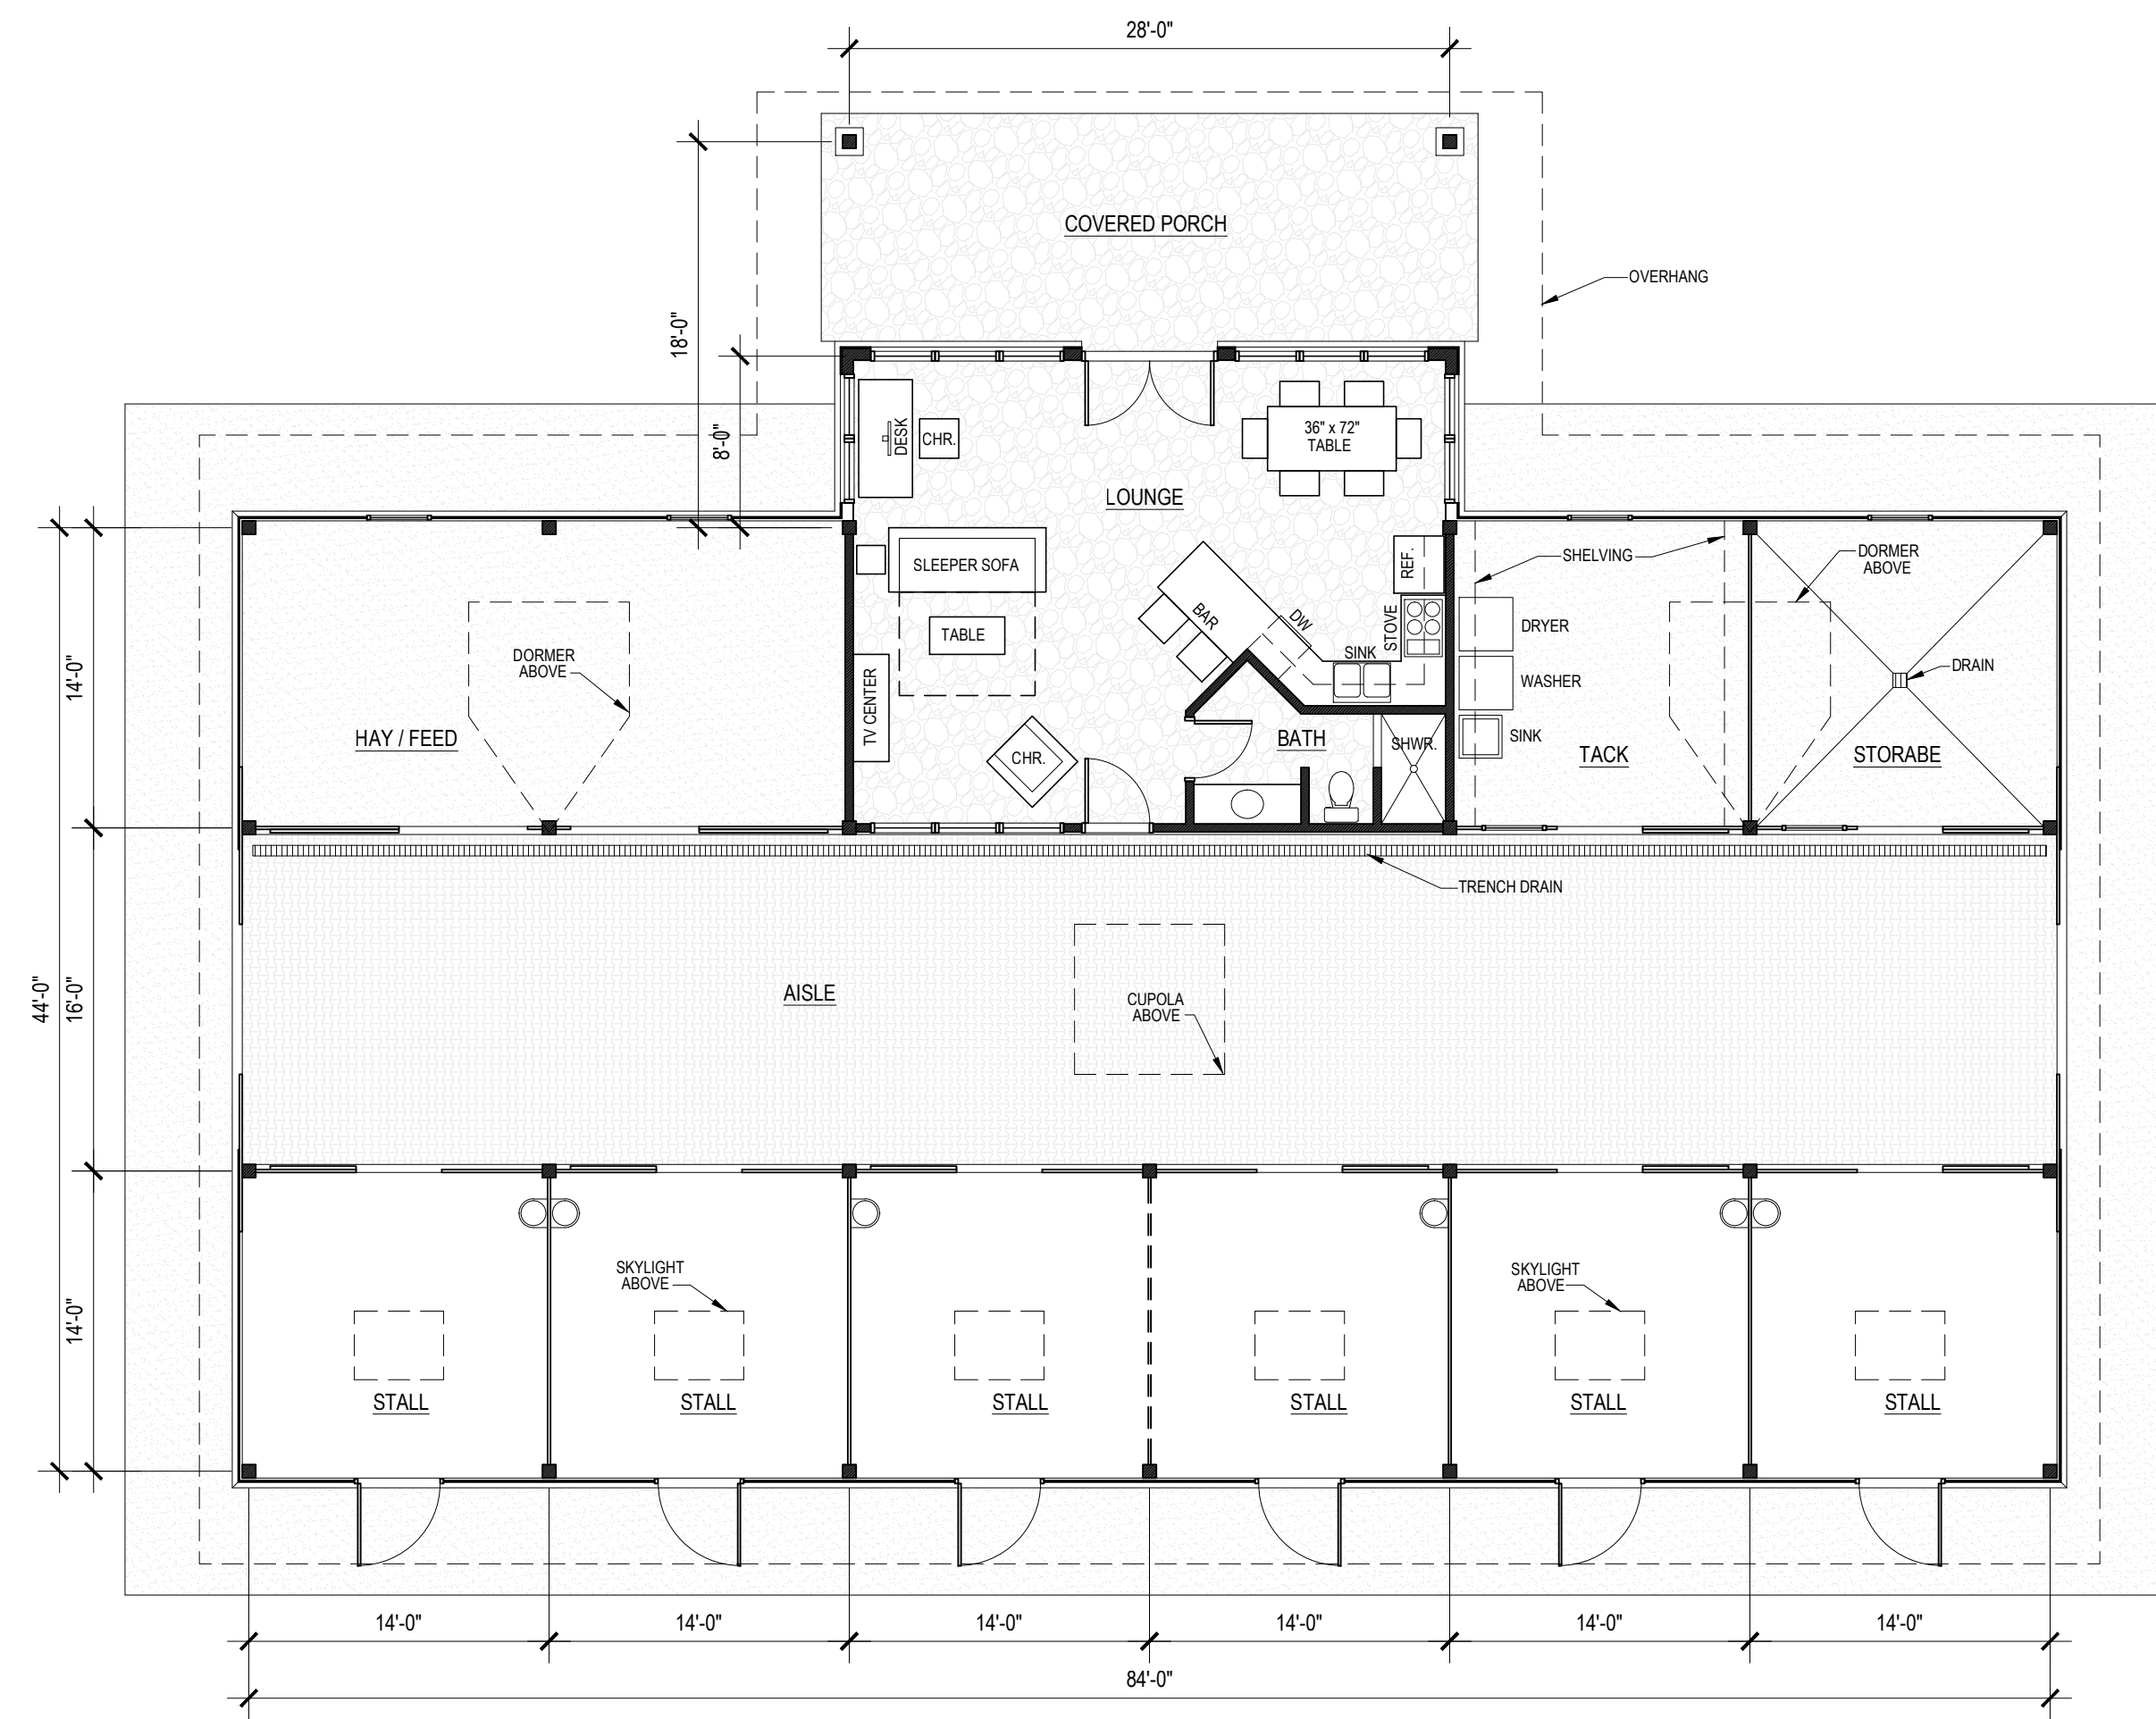 28'-0"
COVERED PORCH
OVERHANG
18'-0"
8'-0"
DESK
CHR.
36" x 72"
TABLE
LOUNGE
SLEEPER SOFA
TABLE
TV CENTER
CHR.
BAR
DW
SINK
STOVE
REF.
BATH
SHWR.
SHELVING
DRYER
WASHER
SINK
TACK
DORMER
ABOVE
DRAIN
STORABE
DORMER
ABOVE
HAY / FEED
14'-0"
TRENCH DRAIN
AISLE
CUPOLA
ABOVE
44'-0"
16'-0"
14'-0"
SKYLIGHT
ABOVE
SKYLIGHT
ABOVE
STALL
STALL
STALL
STALL
STALL
STALL
14'-0"
14'-0"
14'-0"
14'-0"
14'-0"
14'-0"
84'-0"